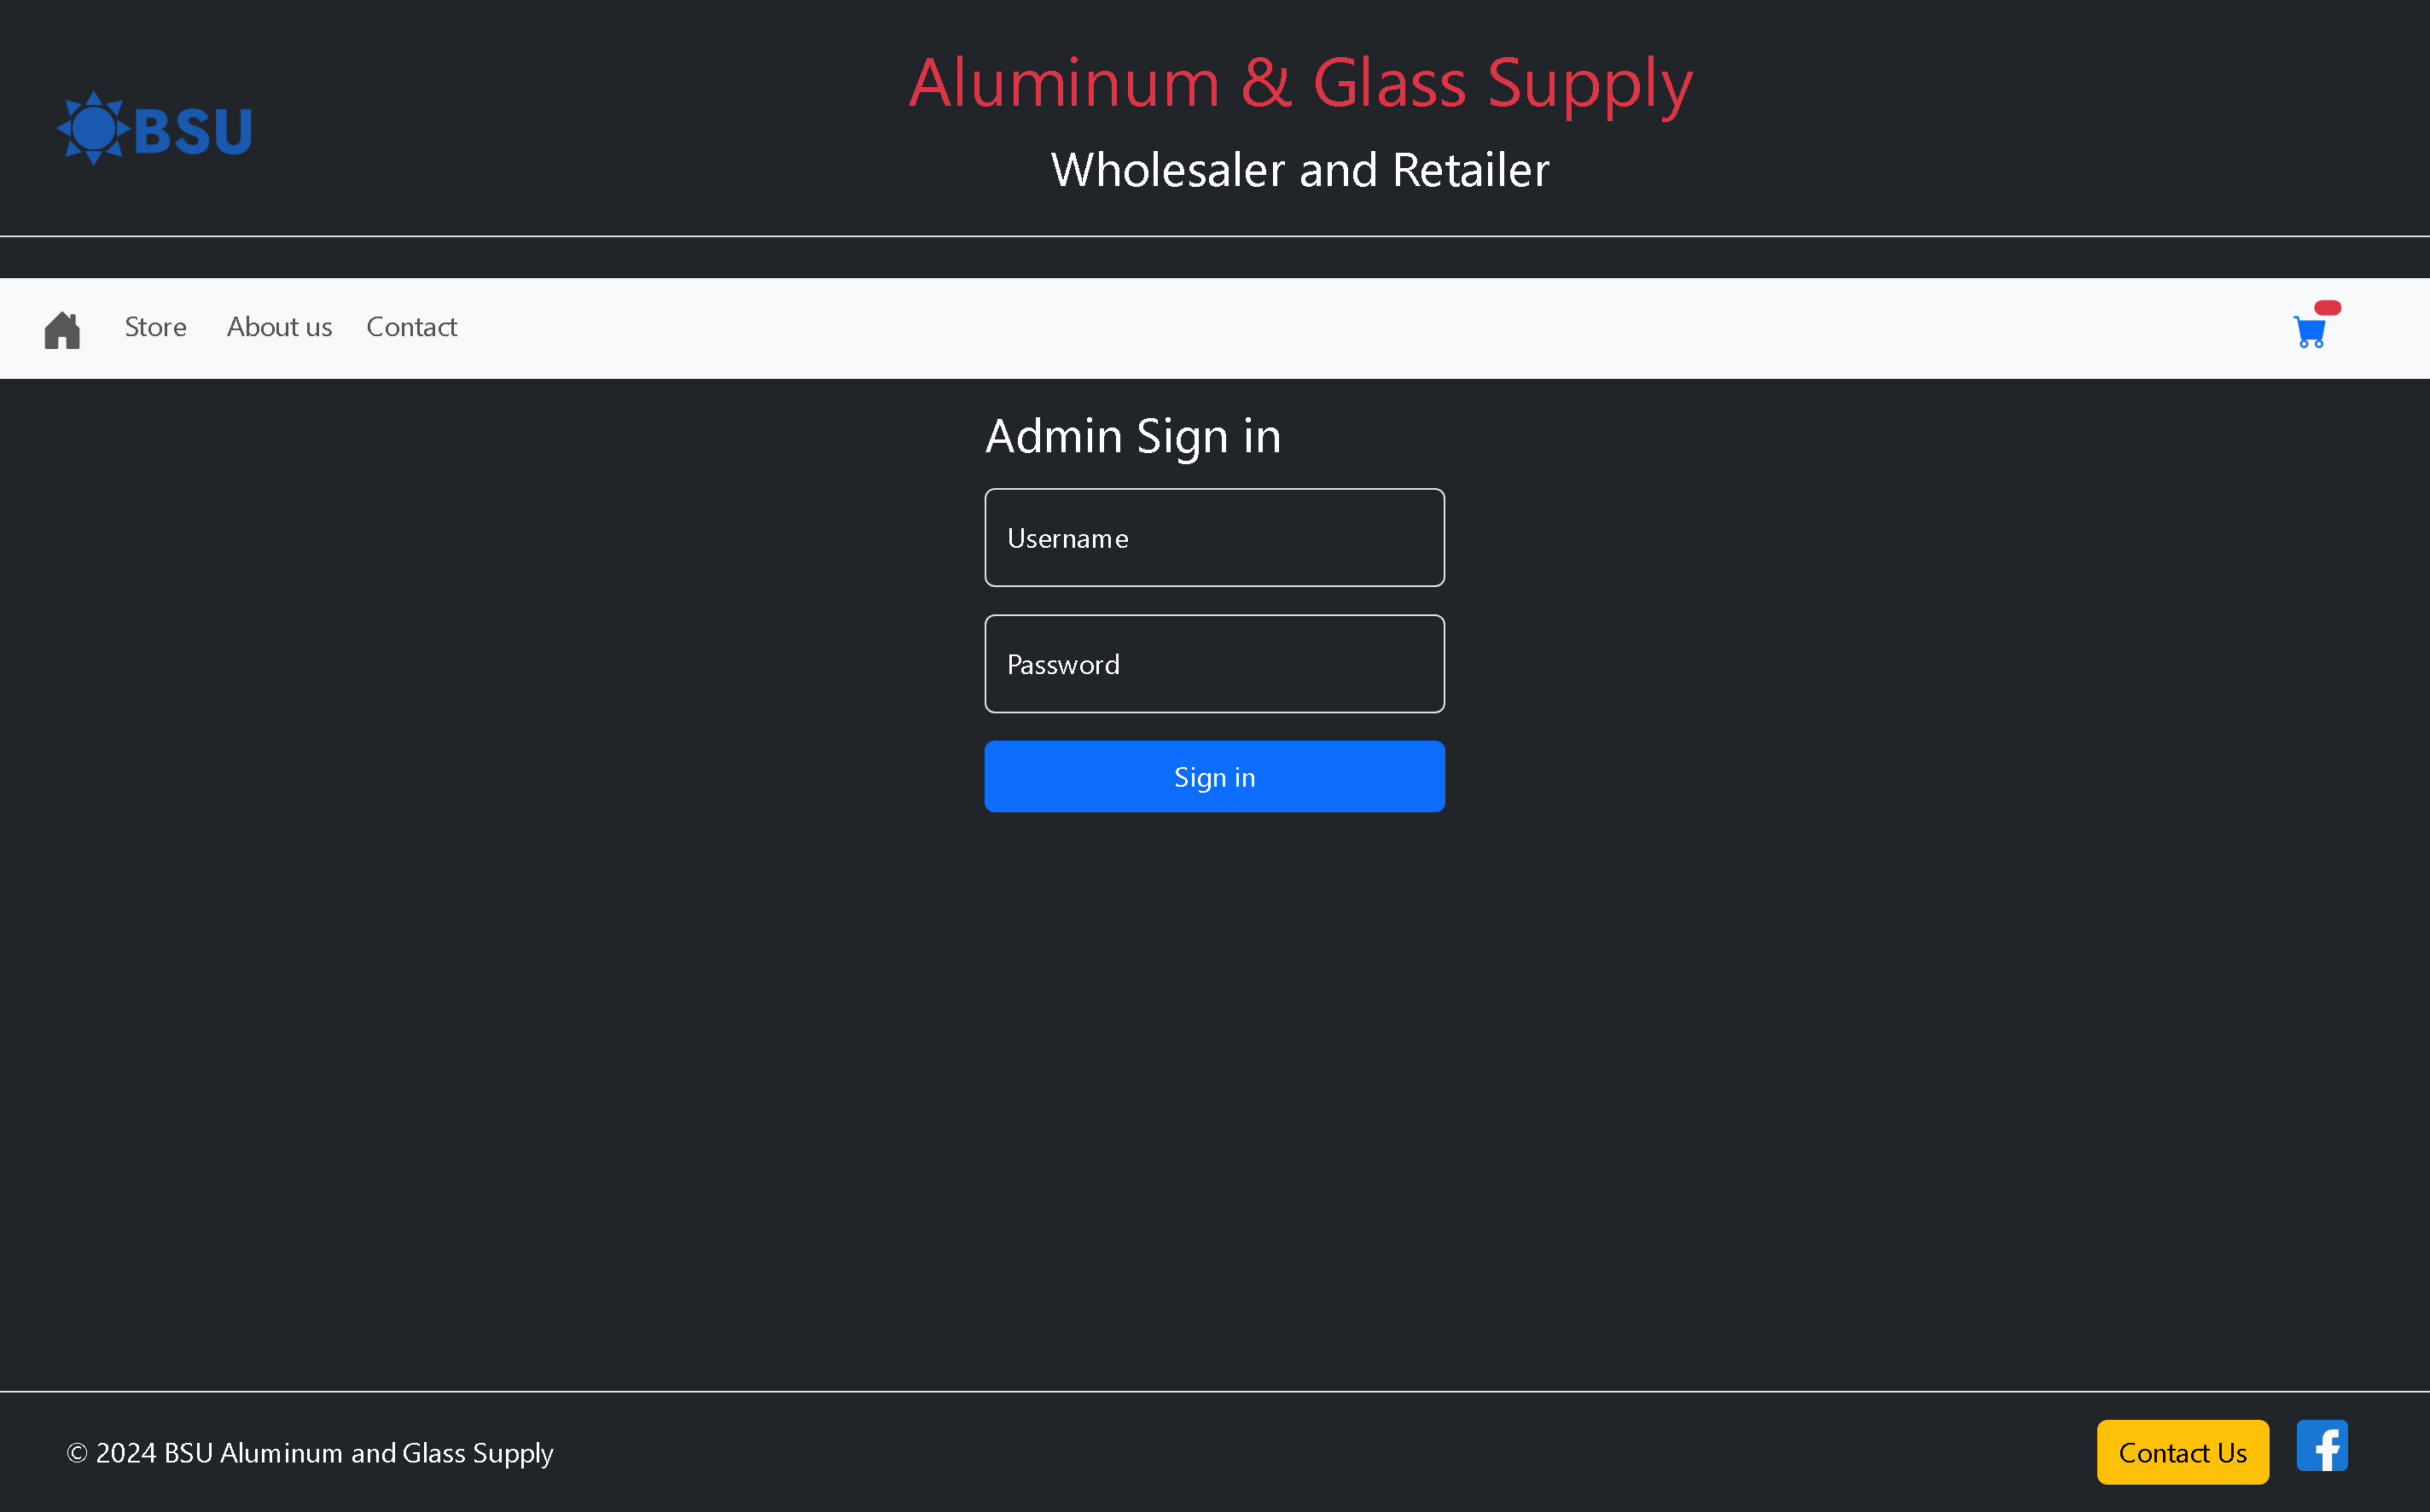 BSU
Aluminum & Glass Supply
Wholesaler and Retailer
Store About us Contact
Admin Sign in
Username
Password
Sign in
© 2024 BSU Aluminum and Glass Supply
Contact Us